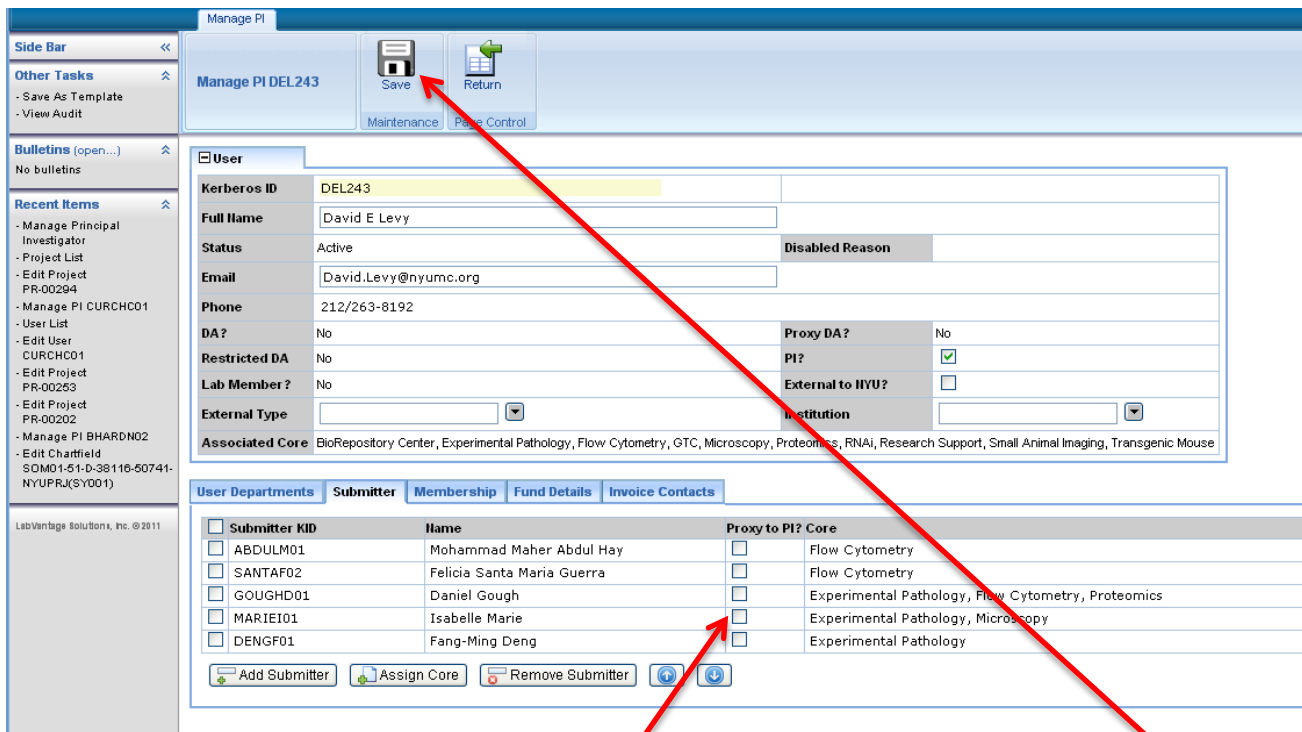 Manage PI
Side Bar «
Other Tasks
- Save As Template
- View Audit
Bulletins (open...)
No bulletins
Recent Items
- Manage Principal
Investigator
- Project List
- Edit Project
PR-00294
- Manage PI CURCHC01
- User List
- Edit User
CURCHC01
- Edit Project
PR-00253
- Edit Project
PR-00202
- Manage PI BHARDN02
- Edit Chartfield
SOM01-51-D-38116-50741-
NYUPRJ(SY001)
LabVantage Solutions, Inc. © 2011
Manage PI DEL243
Save
Return
Maintenance
Page Control
User
Kerberos ID DEL243
Full Name David E Levy
Status Active Disabled Reason
Email David.Levy@nyumc.org
Phone 212/263-8192
DA? No Proxy DA? No
Restricted DA No PI?
Lab Member? No External to NYU?
External Type Institution
Associated Core BioRepository Center, Experimental Pathology, Flow Cytometry, GTC, Microscopy, Proteomics, RNAi, Research Support, Small Animal Imaging, Transgenic Mouse
User Departments Submitter Membership Fund Details Invoice Contacts
Submitter KID Name Proxy to PI? Core
ABDULM01 Mohammad Maher Abdul Hay Flow Cytometry
SANTAF02 Felicia Santa Maria Guerra Flow Cytometry
GOUGHD01 Daniel Gough Experimental Pathology, Flow Cytometry, Proteomics
MARIEI01 Isabelle Marie Experimental Pathology, Microscopy
DENGF01 Fang-Ming Deng Experimental Pathology
Add Submitter Assign Core Remove Submitter